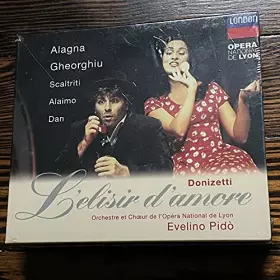 Alagna
Gheorghiu
Scaltriti
Alaimo
Dan
LONDON
OPERA
NATIONAL
DE LYON
Donizetti
L'elisir d'amore
Orchestre et Chœur de l'Opéra National de Lyon
Evelino Pidò